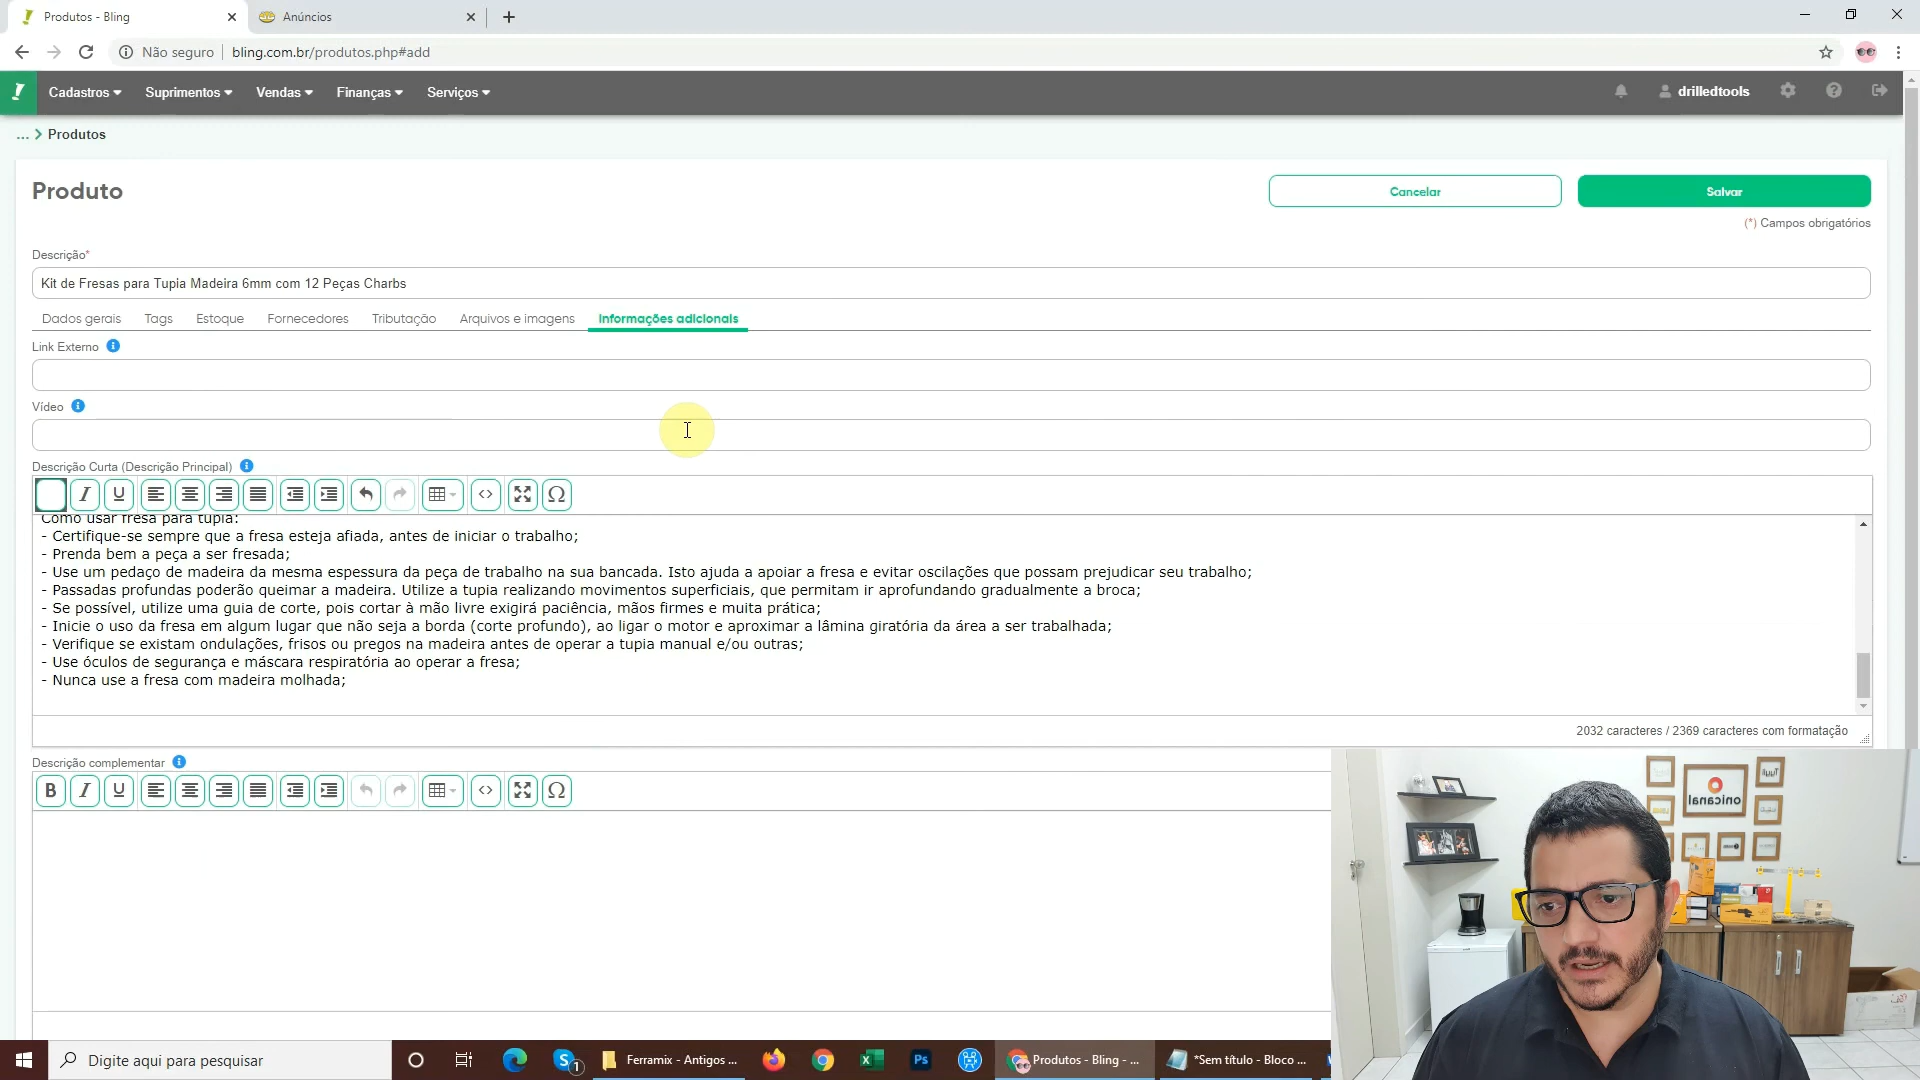 Produtos - Bling
Anúncios
Não seguro
bling.com.br/produtos.php#add
Cadastros
Suprimentos
Vendas
Finanças
Serviços
drilledtools
... > Produtos
Produto
Cancelar
Salvar
(*) Campos obrigatórios
Descrição*
Kit de Fresas para Tupia Madeira 6mm com 12 Peças Charbs
Dados gerais
Tags
Estoque
Fornecedores
Tributação
Arquivos e imagens
Informações adicionais
Link Externo
Vídeo
Descrição Curta (Descrição Principal)
Como usar fresa para tupia:
- Certifique-se sempre que a fresa esteja afiada, antes de iniciar o trabalho;
- Prenda bem a peça a ser fresada;
- Use um pedaço de madeira da mesma espessura da peça de trabalho na sua bancada. Isto ajuda a apoiar a fresa e evitar oscilações que possam prejudicar seu trabalho;
- Passadas profundas poderão queimar a madeira. Utilize a tupia realizando movimentos superficiais, que permitam ir aprofundando gradualmente a broca;
- Se possível, utilize uma guia de corte, pois cortar à mão livre exigirá paciência, mãos firmes e muita prática;
- Inicie o uso da fresa em algum lugar que não seja a borda (corte profundo), ao ligar o motor e aproximar a lâmina giratória da área a ser trabalhada;
- Verifique se existam ondulações, frisos ou pregos na madeira antes de operar a tupia manual e/ou outras;
- Use óculos de segurança e máscara respiratória ao operar a fresa;
- Nunca use a fresa com madeira molhada;
2032 caracteres / 2369 caracteres com formatação
Descrição complementar
B I U
onicanal
Digite aqui para pesquisar
1
Ferramix - Antigos ...
Ps
Produtos - Bling - ...
*Sem título - Bloco ...